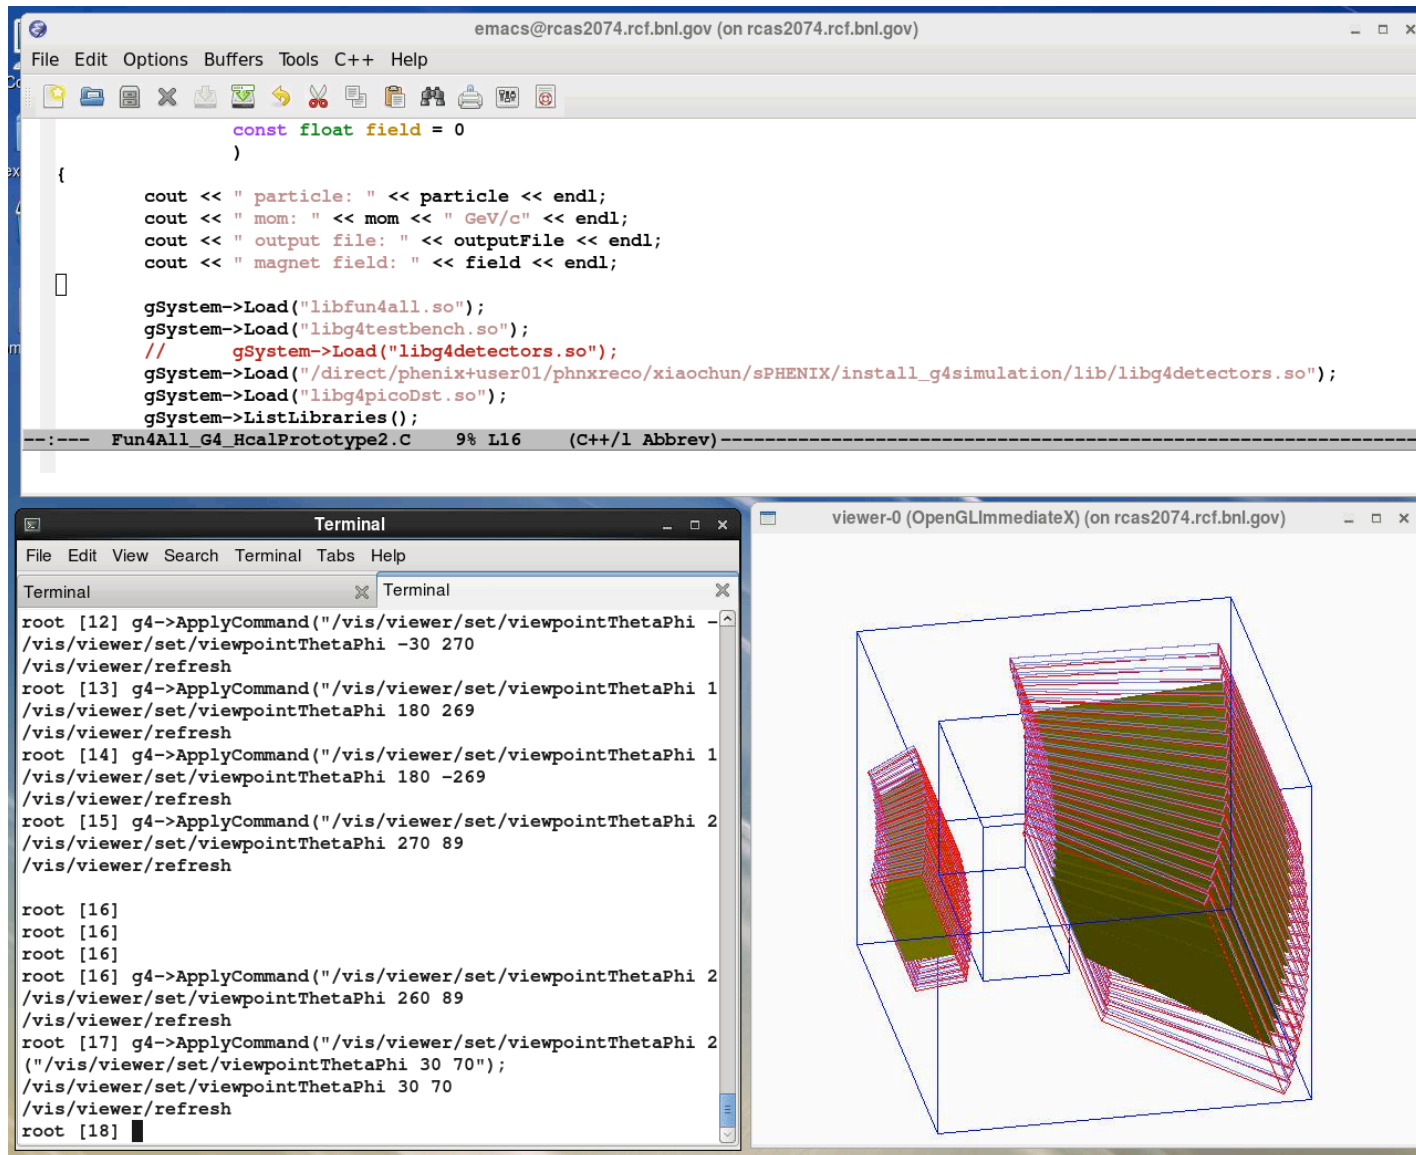 emacs@rcas2074.rcf.bnl.gov (on rcas2074.rcf.bnl.gov)
File Edit Options Buffers Tools C++ Help
const float field = 0
)
{
cout << " particle: " << particle << endl;
cout << " mom: " << mom << " GeV/c" << endl;
cout << " output file: " << outputFile << endl;
cout << " magnet field: " << field << endl;
gSystem->Load("libfun4all.so");
gSystem->Load("libg4testbench.so");
// gSystem->Load("libg4detectors.so");
gSystem->Load("/direct/phenix+user01/phnxreco/xiaochun/sPHENIX/install_g4simulation/lib/libg4detectors.so");
gSystem->Load("libg4picoDst.so");
gSystem->ListLibraries();
--:--- Fun4All_G4_HcalPrototype2.C 9% L16 (C++/l Abbrev)--------------------------------------------------------
Terminal
File Edit View Search Terminal Tabs Help
Terminal
Terminal
root [12] g4->ApplyCommand("/vis/viewer/set/viewpointThetaPhi -
/vis/viewer/set/viewpointThetaPhi -30 270
/vis/viewer/refresh
root [13] g4->ApplyCommand("/vis/viewer/set/viewpointThetaPhi 1
/vis/viewer/set/viewpointThetaPhi 180 269
/vis/viewer/refresh
root [14] g4->ApplyCommand("/vis/viewer/set/viewpointThetaPhi 1
/vis/viewer/set/viewpointThetaPhi 180 -269
/vis/viewer/refresh
root [15] g4->ApplyCommand("/vis/viewer/set/viewpointThetaPhi 2
/vis/viewer/set/viewpointThetaPhi 270 89
/vis/viewer/refresh
root [16]
root [16]
root [16]
root [16] g4->ApplyCommand("/vis/viewer/set/viewpointThetaPhi 2
/vis/viewer/set/viewpointThetaPhi 260 89
/vis/viewer/refresh
root [17] g4->ApplyCommand("/vis/viewer/set/viewpointThetaPhi 2
("/vis/viewer/set/viewpointThetaPhi 30 70");
/vis/viewer/set/viewpointThetaPhi 30 70
/vis/viewer/refresh
root [18]
viewer-0 (OpenGLImmediateX) (on rcas2074.rcf.bnl.gov)